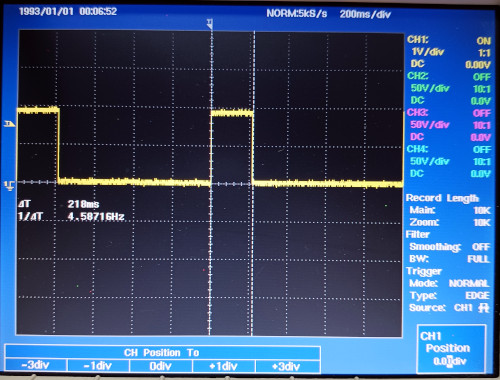 1993/01/01 00:06:52
NORM:5kS/s 200ms/div
CH1: ON
1V/div 1:1
DC 0.00V
CH2: OFF
50V/div 10:1
DC 0.0V
CH3: OFF
50V/div 10:1
DC 0.0V
CH4: OFF
50V/div 10:1
DC 0.0V
Record Length
Main: 10K
Zoom: 10K
Filter
Smoothing: OFF
BW: FULL
Trigger
Mode: NORMAL
Type: EDGE
Source: CH1
ΔT 218ms
1/ΔT 4.58716Hz
CH1
Position
0.00div
CH Position To
-3div -1div 0div +1div +3div